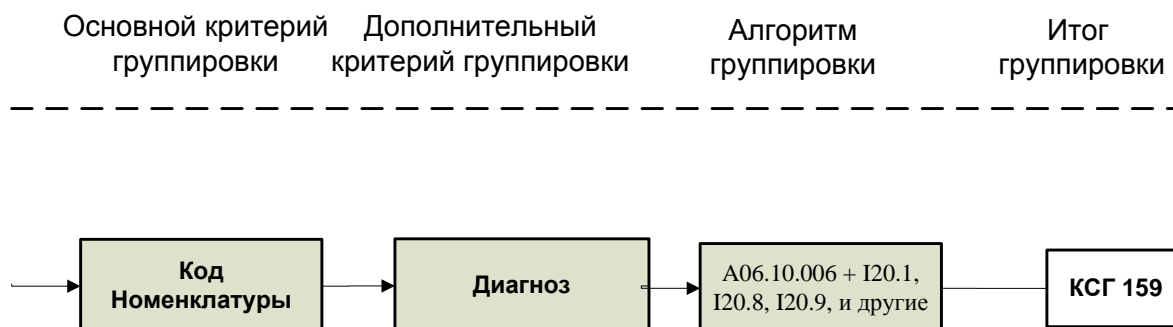 Основной критерий
группировки
Дополнительный
критерий группировки
Алгоритм
группировки
Итог
группировки
Код
Номенклатуры
Диагноз
A06.10.006 + I20.1,
I20.8, I20.9, и другие
КСГ 159